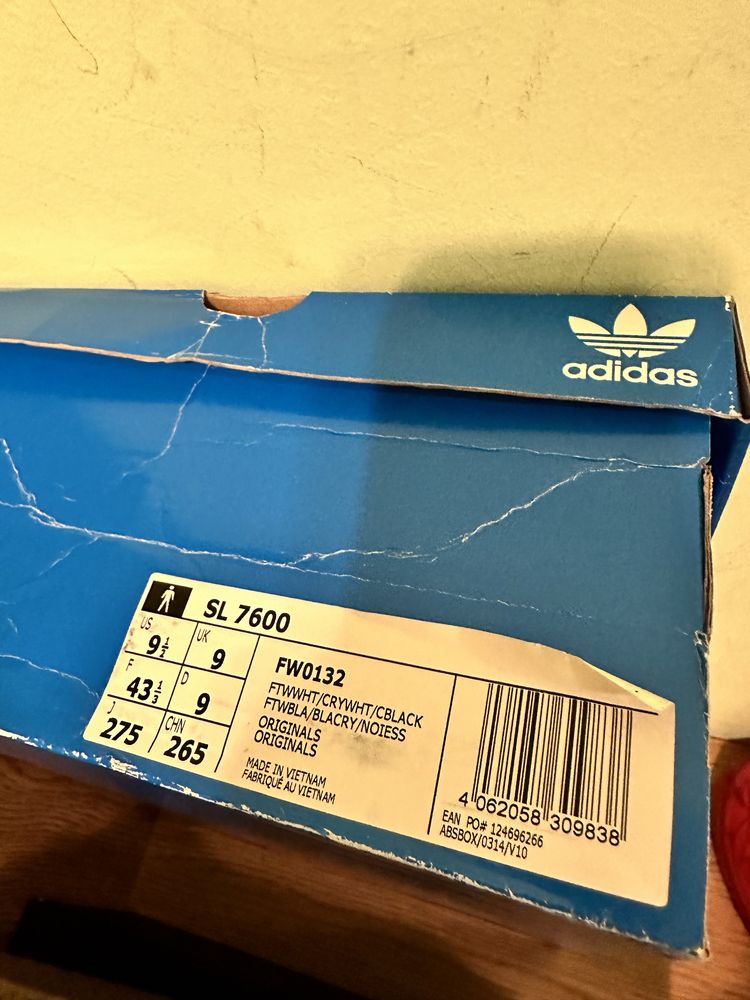 adidas
SL 7600
US
9½
UK
9
F
43⅓
D
9
J
275
CHN
265
FW0132
FTWWHT/CRYWHT/CBLACK
FTWBLA/BLACRY/NOIESS
ORIGINALS
ORIGINALS
MADE IN VIETNAM
FABRIQUÉ AU VIETNAM
4 062058 309838
EAN PO# 124696266
ABSBOX/0314/V10